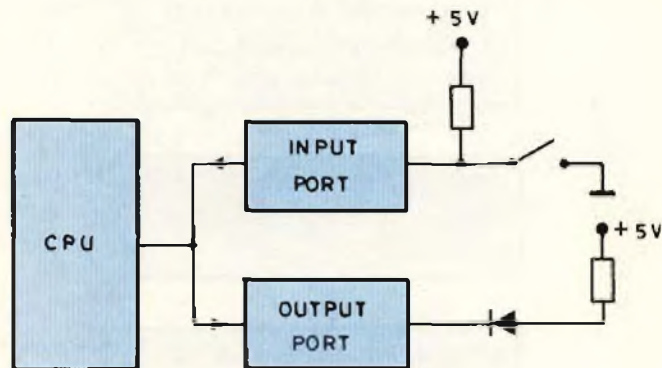 + 5V
INPUT
PORT
CPU
+ 5V
OUTPUT
PORT